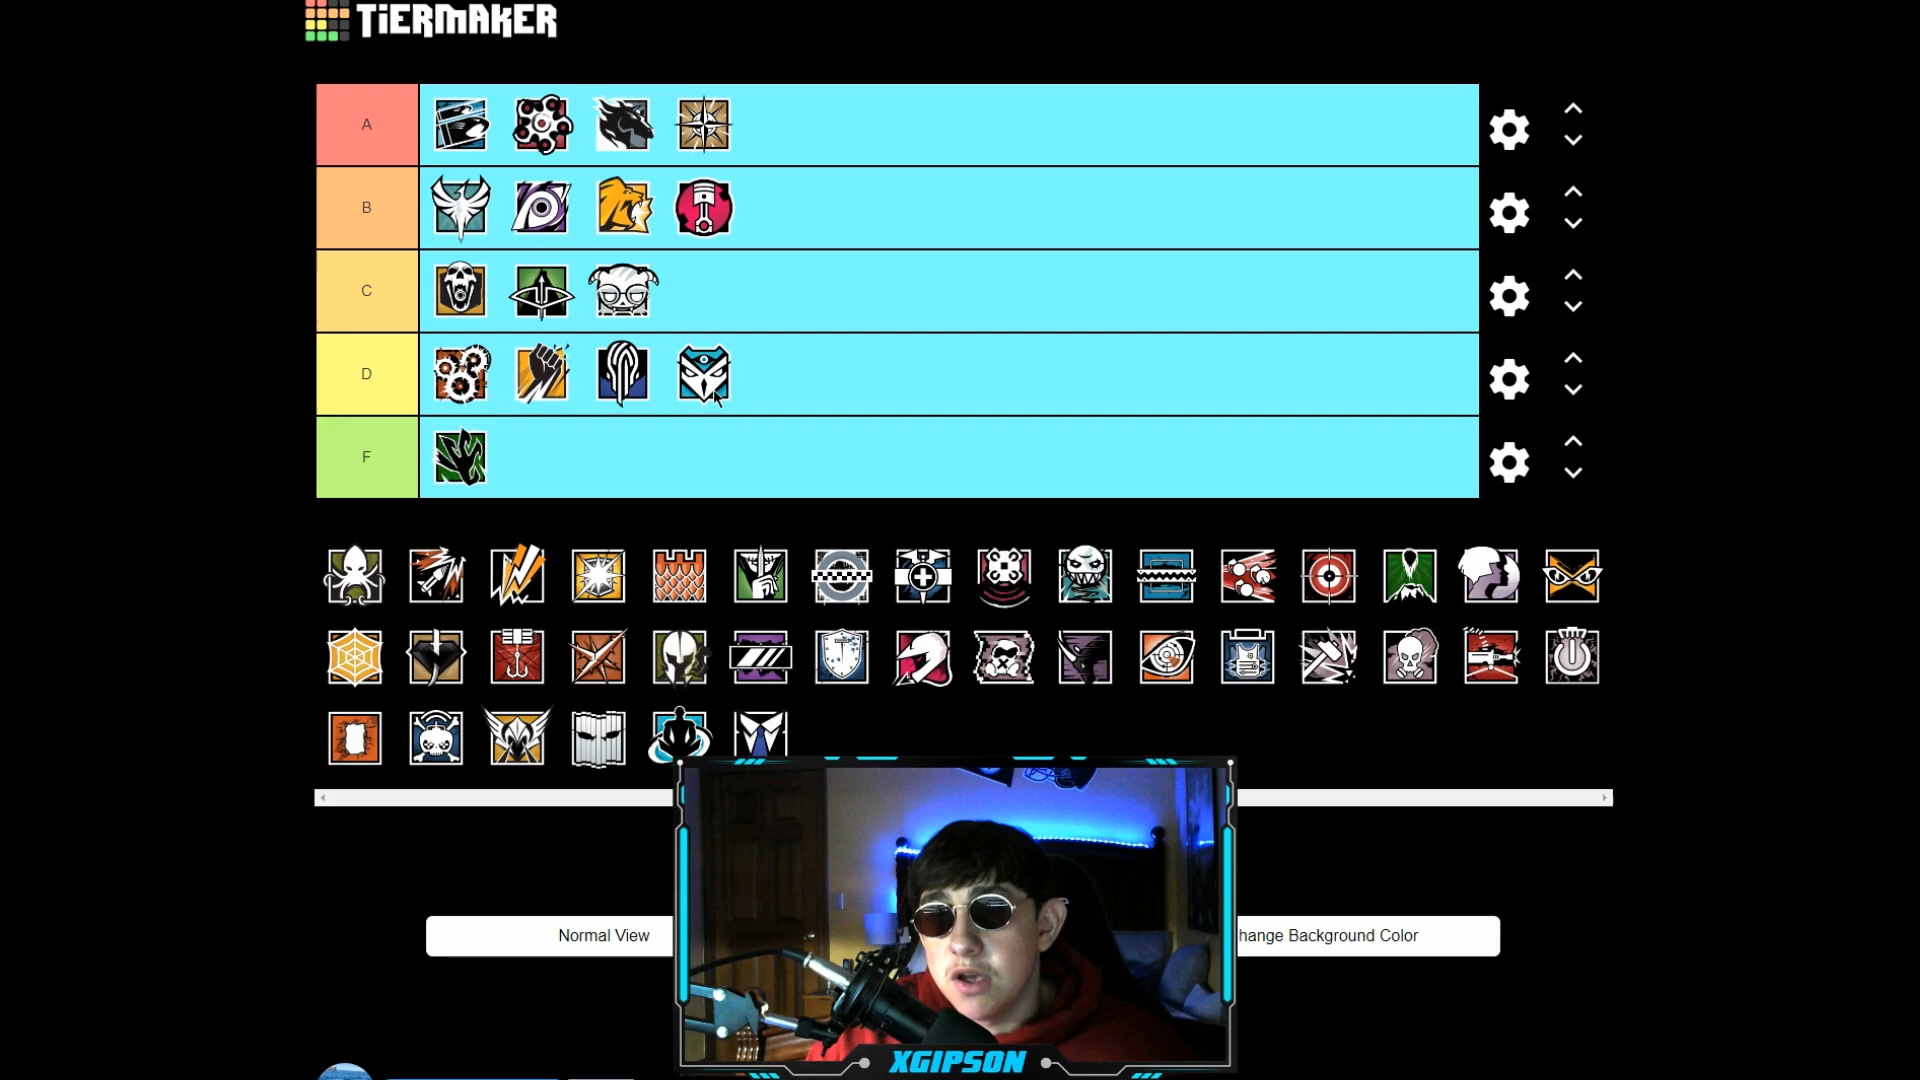 TiERMAKER
A
B
C
D
F
Normal View
hange Background Color
XGIPSON